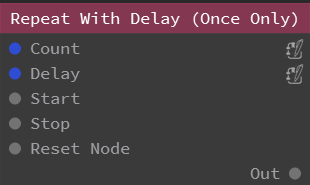 Repeat With Delay (Once Only)
Count
Delay
Start
Stop
Reset Node
Out